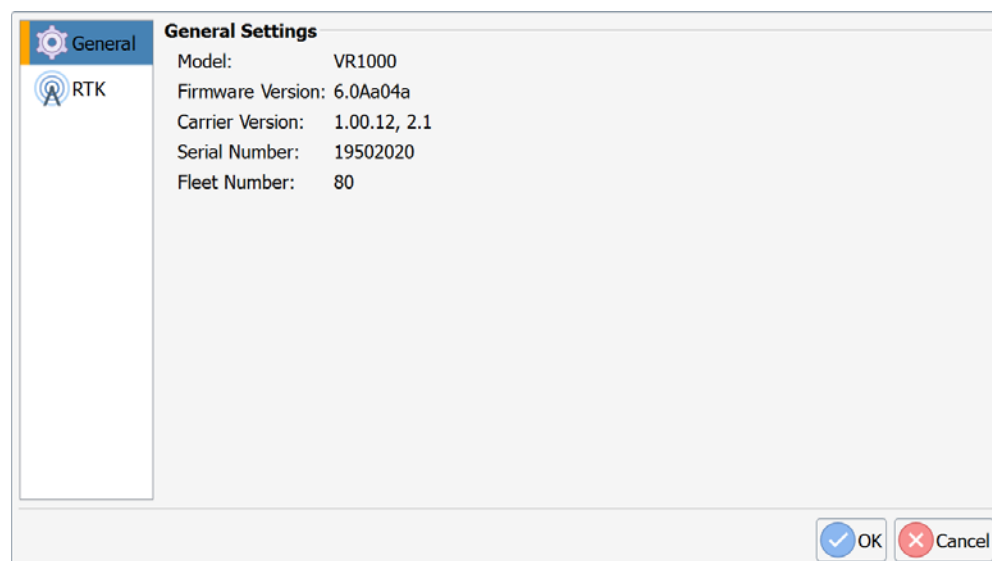 General
RTK
General Settings
Model: VR1000
Firmware Version: 6.0Aa04a
Carrier Version: 1.00.12, 2.1
Serial Number: 19502020
Fleet Number: 80
OK Cancel